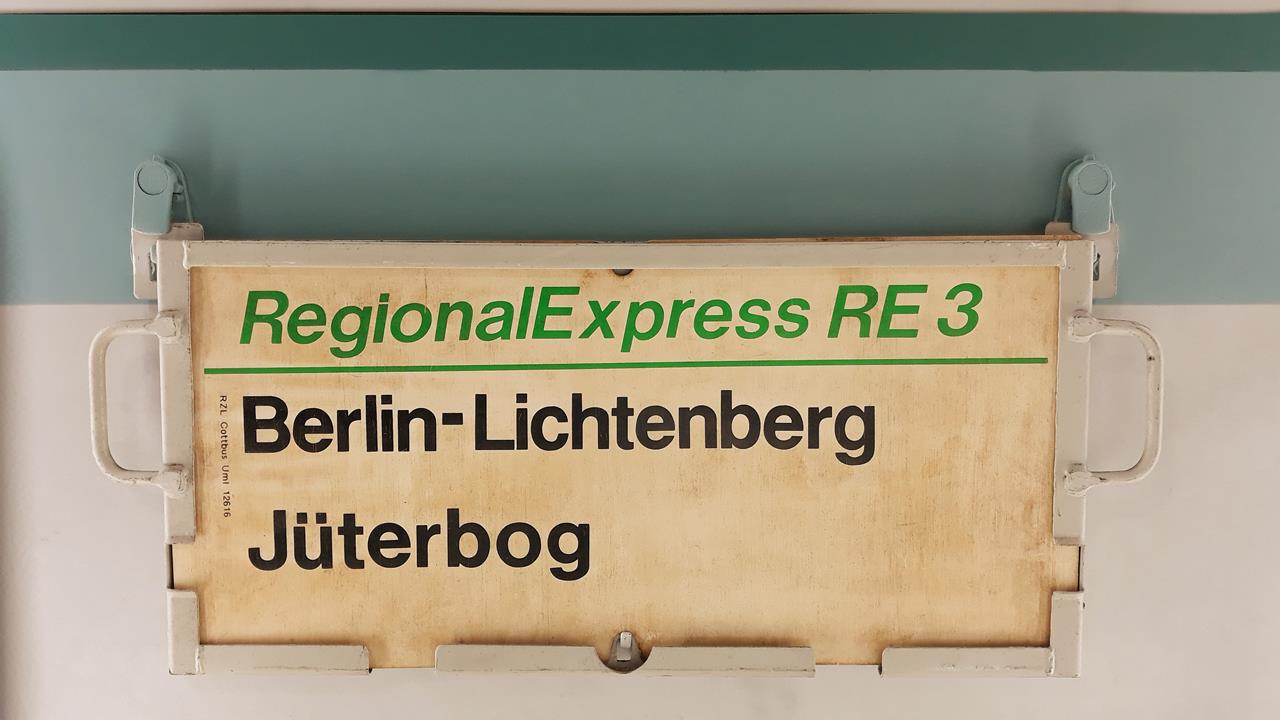 RegionalExpress RE 3
Berlin-Lichtenberg
Jüterbog
RZL Cottbus Uml 12616